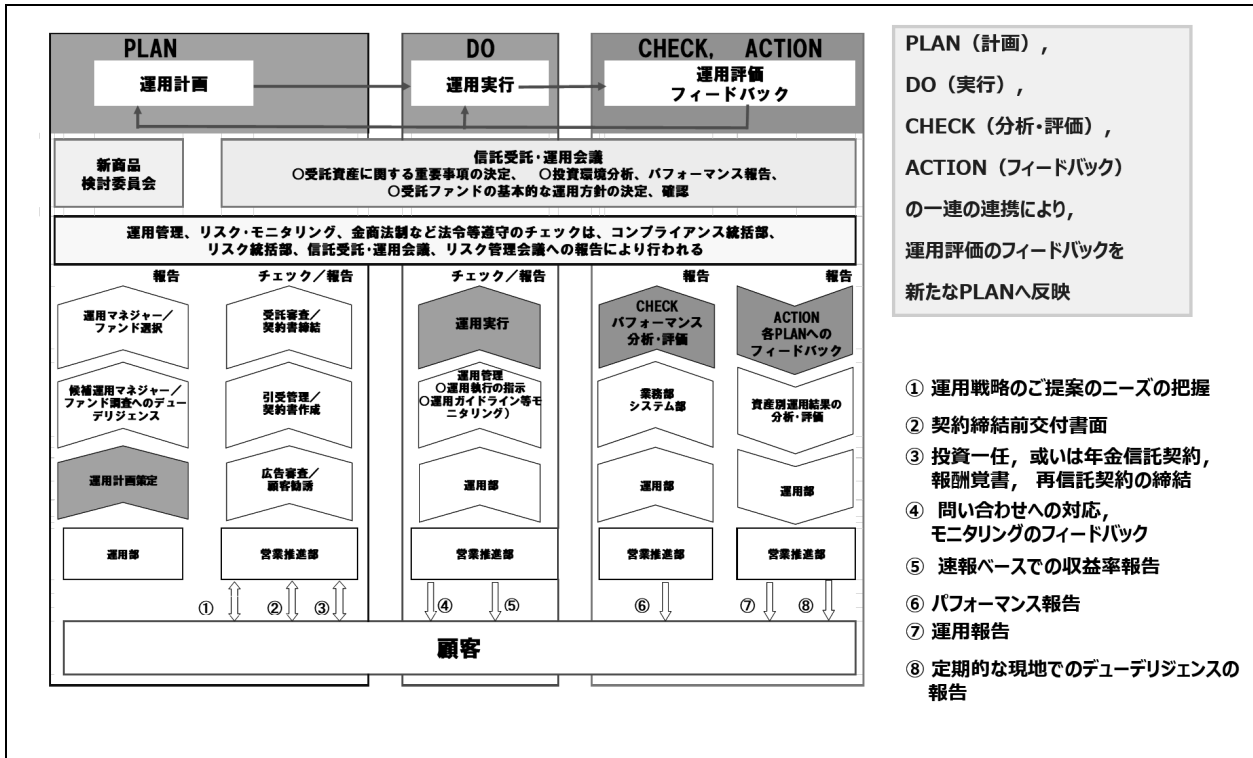 PLAN
運用計画
DO
運用実行
CHECK, ACTION
運用評価
フィードバック
新商品
検討委員会
信託受託・運用会議
○受託資産に関する重要事項の決定、 ○投資環境分析、パフォーマンス報告、
○受託ファンドの基本的な運用方針の決定、確認
運用管理、リスク・モニタリング、金商法制など法令等遵守のチェックは、コンプライアンス統括部、
リスク統括部、信託受託・運用会議、リスク管理会議への報告により行われる
報告
チェック／報告
チェック／報告
報告
報告
運用マネジャー／
ファンド選択
受託審査／
契約書締結
運用実行
CHECK
パフォーマンス
分析・評価
ACTION
各PLANへの
フィードバック
候補運用マネジャー／
ファンド調査へのデュー
デリジェンス
引受管理／
契約書作成
運用管理
○運用執行の指示
○運用ガイドライン等モ
ニタリング）
業務部
システム部
資産別運用結果の
分析・評価
運用計画策定
広告審査／
顧客勧誘
運用部
運用部
運用部
運用部
営業推進部
営業推進部
営業推進部
営業推進部
①
②
③
④
⑤
⑥
⑦
⑧
顧客
PLAN（計画）,
DO（実行）,
CHECK（分析・評価）,
ACTION（フィードバック）
の一連の連携により,
運用評価のフィードバックを
新たなPLANへ反映
① 運用戦略のご提案のニーズの把握
② 契約締結前交付書面
③ 投資一任，或いは年金信託契約，
報酬覚書， 再信託契約の締結
④ 問い合わせへの対応，
モニタリングのフィードバック
⑤ 速報ベースでの収益率報告
⑥ パフォーマンス報告
⑦ 運用報告
⑧ 定期的な現地でのデューデリジェンスの
報告